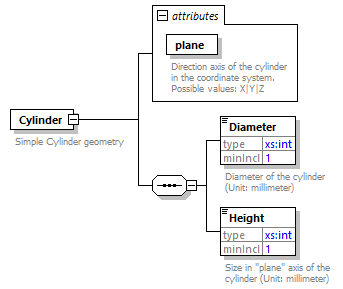 attributes
plane
Direction axis of the cylinder
in the coordinate system.
Possible values: X|Y|Z
Cylinder
Simple Cylinder geometry
Diameter
type xs:int
minIncl 1
Diameter of the cylinder
(Unit: millimeter)
Height
type xs:int
minIncl 1
Size in "plane" axis of the
cylinder (Unit: millimeter)